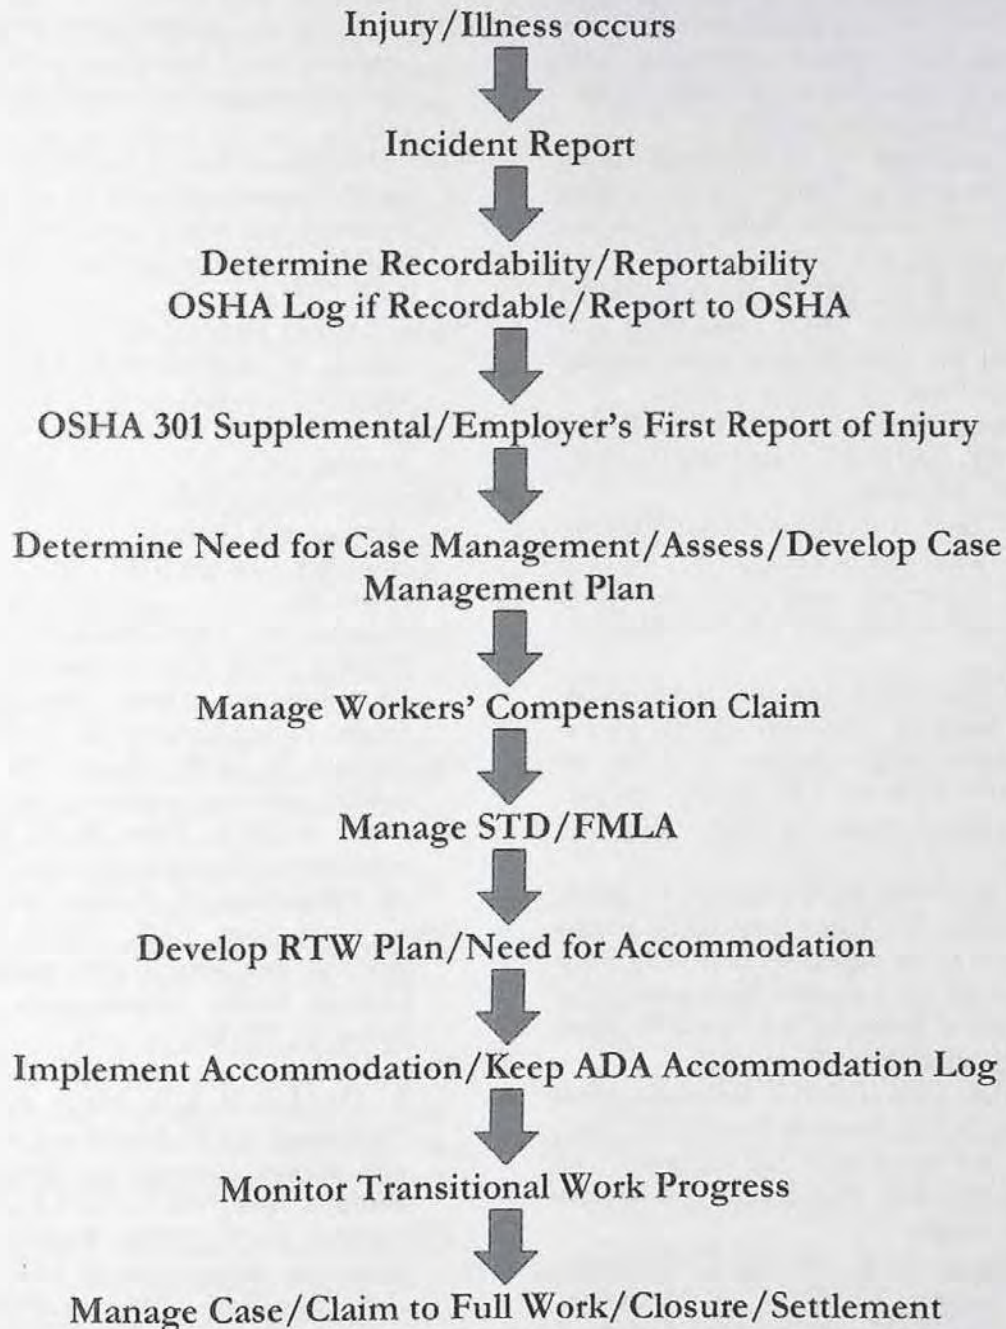 Injury/Illness occurs
Incident Report
Determine Recordability/Reportability
OSHA Log if Recordable/Report to OSHA
OSHA 301 Supplemental/Employer's First Report of Injury
Determine Need for Case Management/Assess/Develop Case
Management Plan
Manage Workers' Compensation Claim
Manage STD/FMLA
Develop RTW Plan/Need for Accommodation
Implement Accommodation/Keep ADA Accommodation Log
Monitor Transitional Work Progress
Manage Case/Claim to Full Work/Closure/Settlement